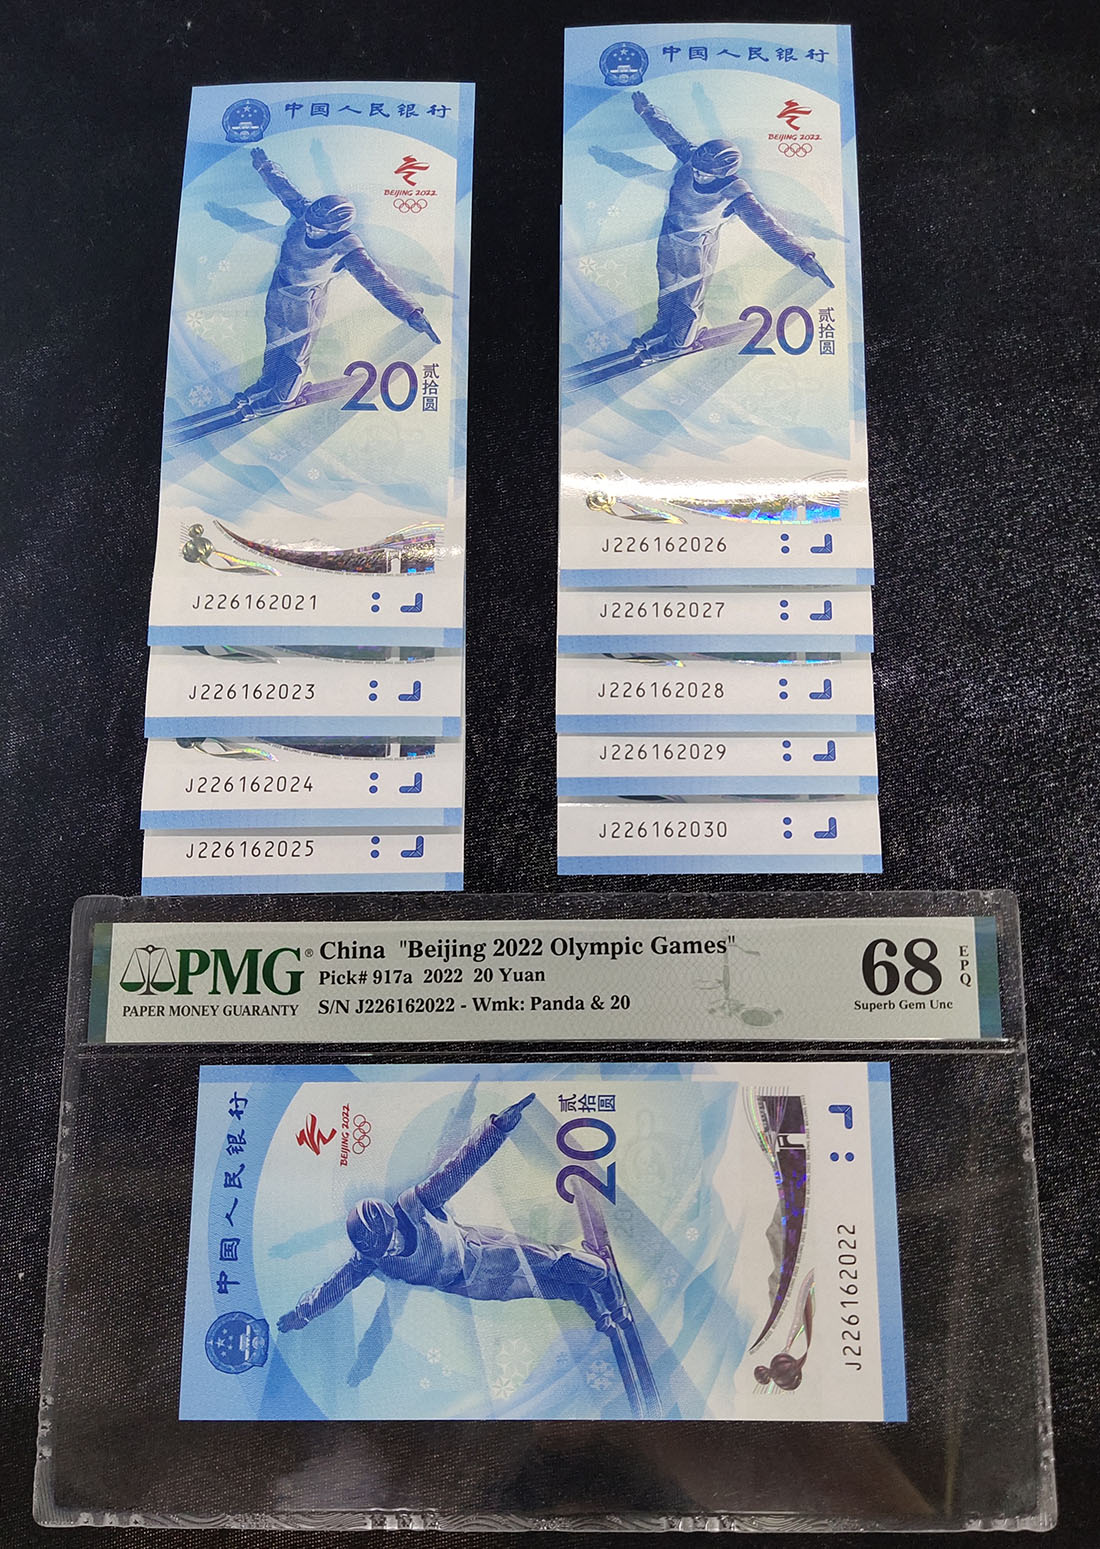 中国人民银行
BEIJING 2022
20
贰拾圆
J226162021
J226162023
J226162024
J226162025
中国人民银行
BEIJING 2022
20
贰拾圆
J226162026
J226162027
J226162028
J226162029
J226162030
PMG®
PAPER MONEY GUARANTY
China "Beijing 2022 Olympic Games"
Pick# 917a 2022 20 Yuan
S/N J226162022 - Wmk: Panda & 20
68 EPQ
Superb Gem Unc
中国人民银行
BEIJING 2022
20
贰拾圆
J226162022